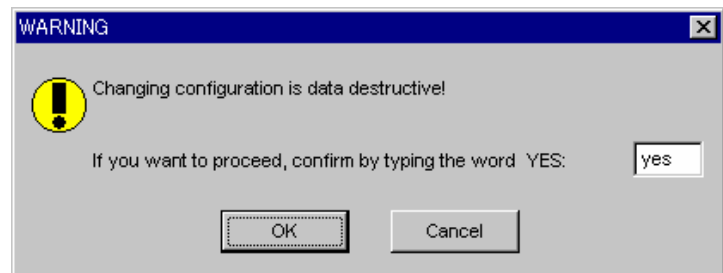 WARNING
Changing configuration is data destructive!
If you want to proceed, confirm by typing the word YES: yes
OK Cancel